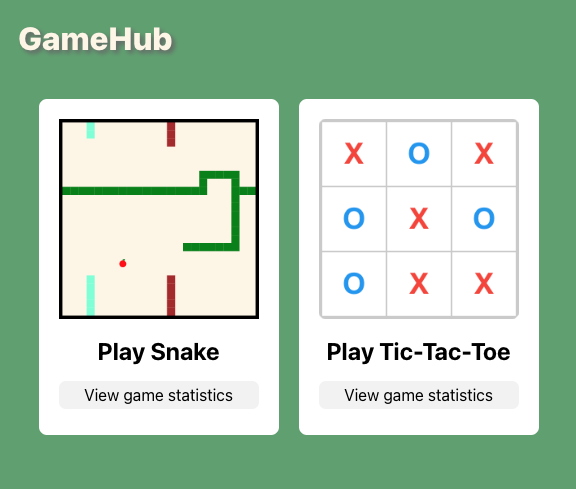 GameHub
X O X
O X O
O X X
Play Snake
Play Tic-Tac-Toe
View game statistics
View game statistics